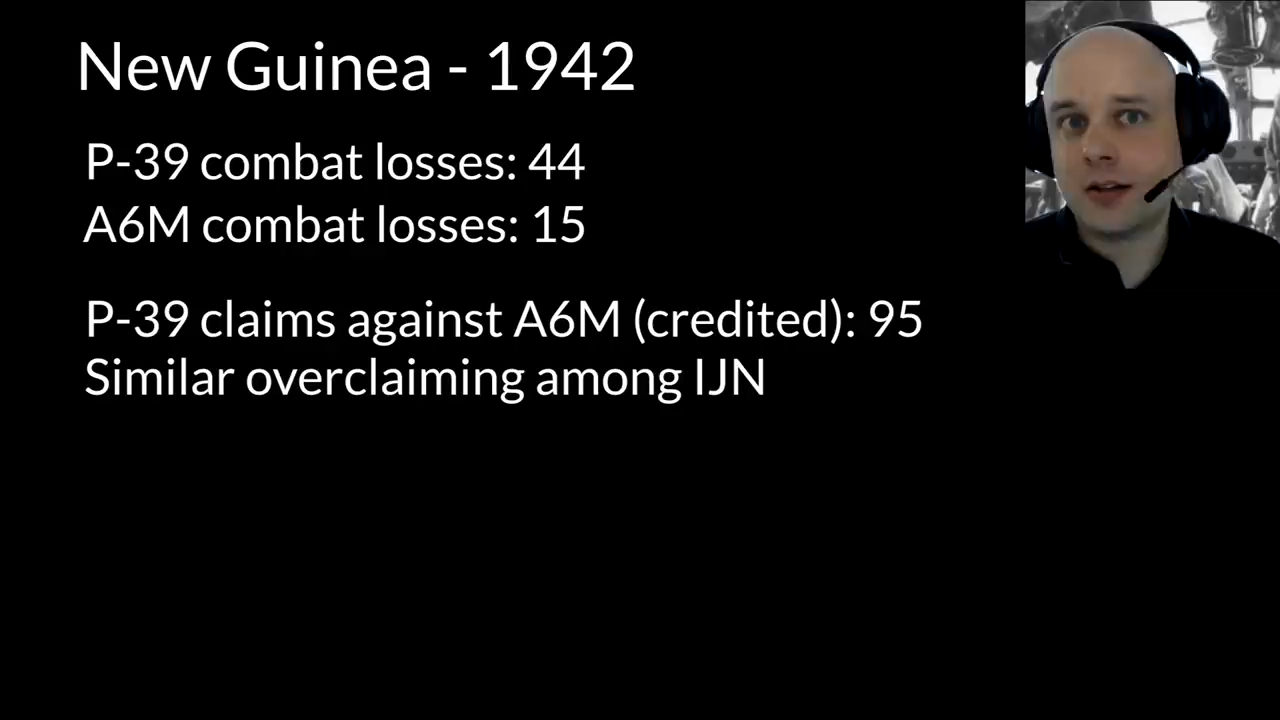 New Guinea - 1942
P-39 combat losses: 44
A6M combat losses: 15
P-39 claims against A6M (credited): 95
Similar overclaiming among IJN